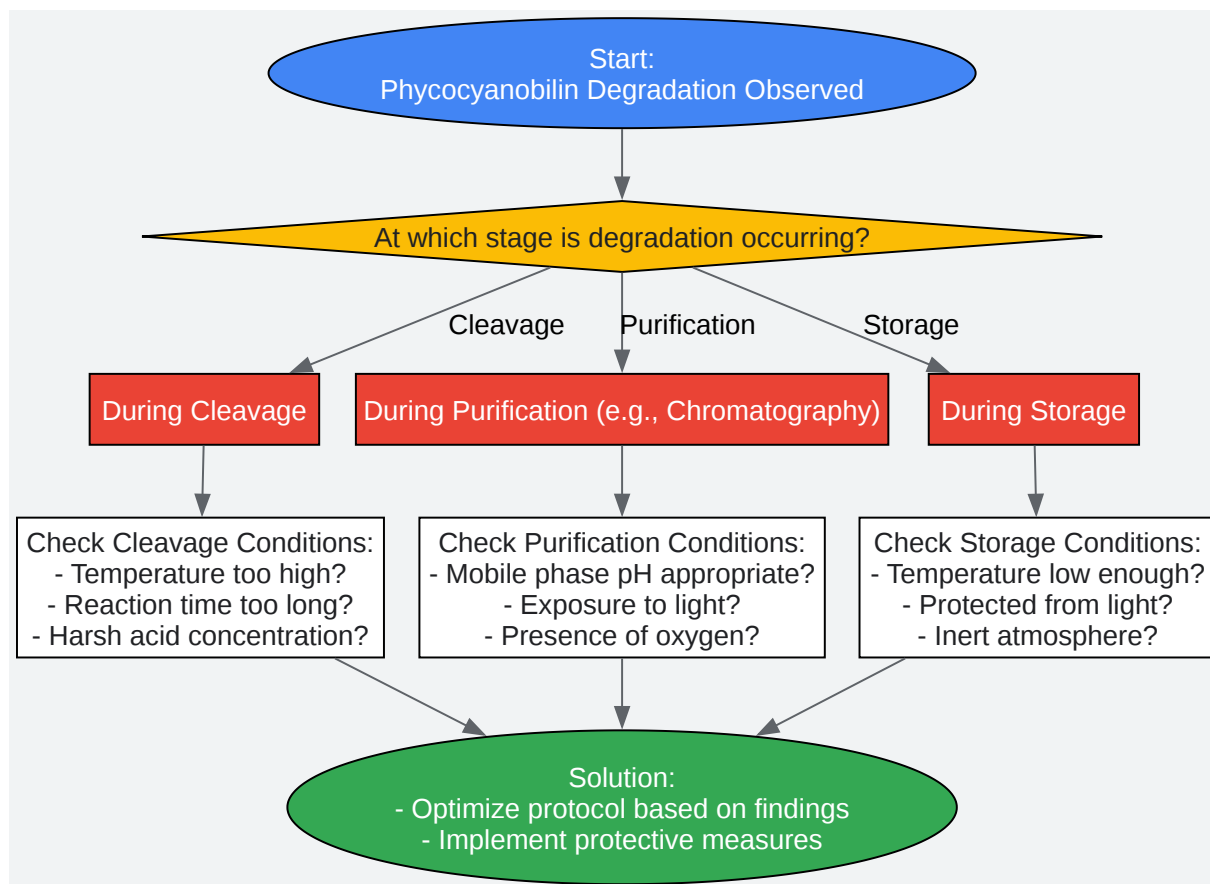 Start:
Phycocyanobilin Degradation Observed
At which stage is degradation occurring?
Cleavage
Purification
Storage
During Cleavage
During Purification (e.g., Chromatography)
During Storage
Check Cleavage Conditions:
- Temperature too high?
- Reaction time too long?
- Harsh acid concentration?
Check Purification Conditions:
- Mobile phase pH appropriate?
- Exposure to light?
- Presence of oxygen?
Check Storage Conditions:
- Temperature low enough?
- Protected from light?
- Inert atmosphere?
Solution:
- Optimize protocol based on findings
- Implement protective measures